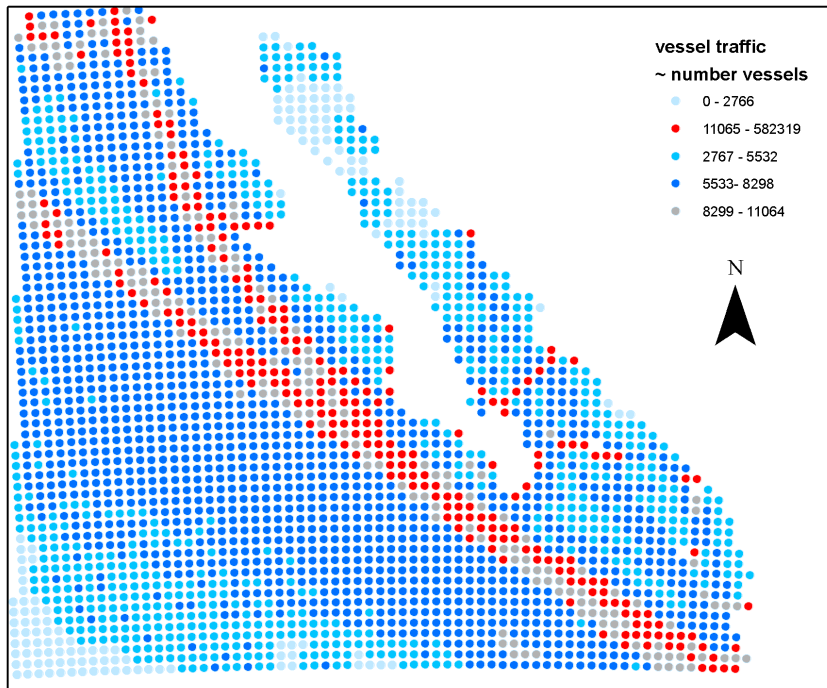 vessel traffic
~ number vessels
0 - 2766
11065 - 582319
2767 - 5532
5533- 8298
8299 - 11064
N